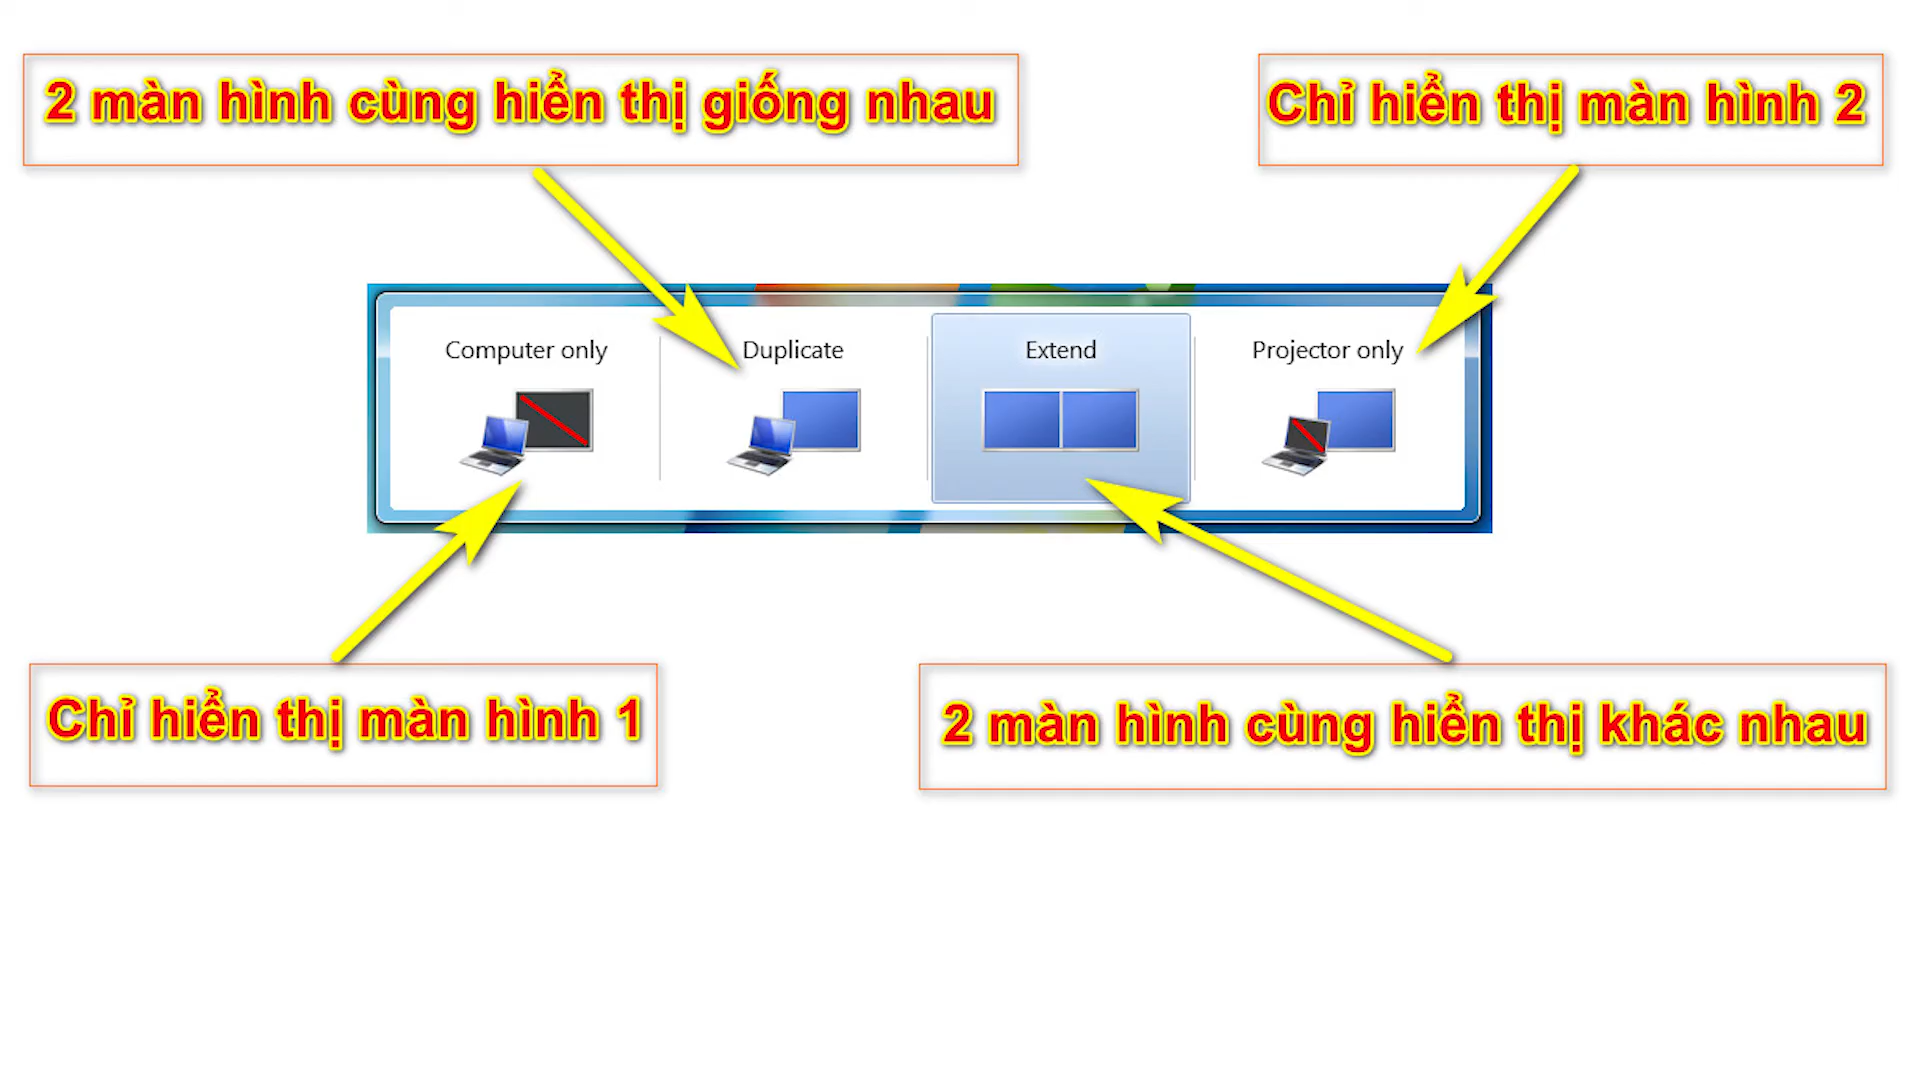 2 màn hình cùng hiển thị giống nhau
Chỉ hiển thị màn hình 2
Computer only
Duplicate
Extend
Projector only
Chỉ hiển thị màn hình 1
2 màn hình cùng hiển thị khác nhau